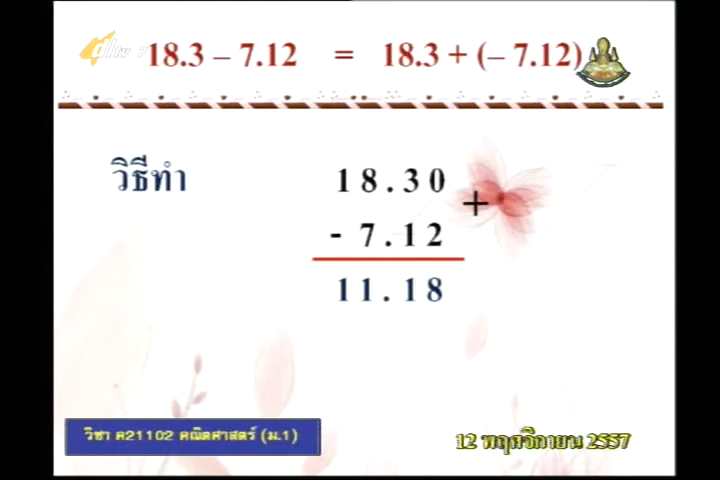 18.3 – 7.12 = 18.3 + (– 7.12)
วิธีทำ
18.30
+
- 7.12
11.18
วิชา ค21102 คณิตศาสตร์ (ม.1)
12 พฤศจิกายน 2557